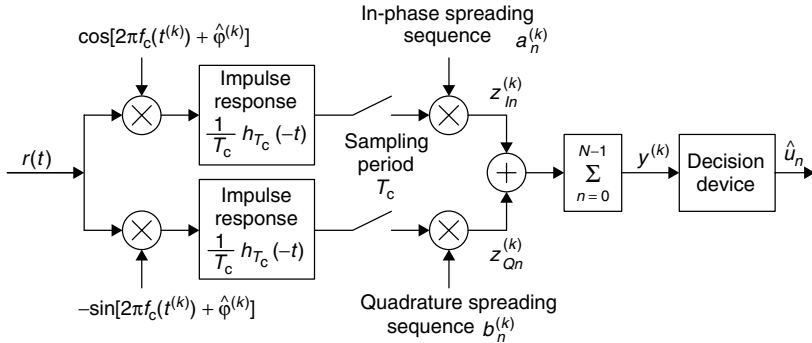 cos[2πf_c(t^(k)) + φ̂^(k)]
In-phase spreading
sequence a_n^(k)
Impulse
response
1/T_c h_{T_c}(−t)
z_{In}^(k)
r(t)
Sampling
period
T_c
N−1
Σ
n = 0
y^(k)
Decision
device
û_n
Impulse
response
1/T_c h_{T_c}(−t)
z_{Qn}^(k)
−sin[2πf_c(t^(k)) + φ̂^(k)]
Quadrature spreading
sequence b_n^(k)